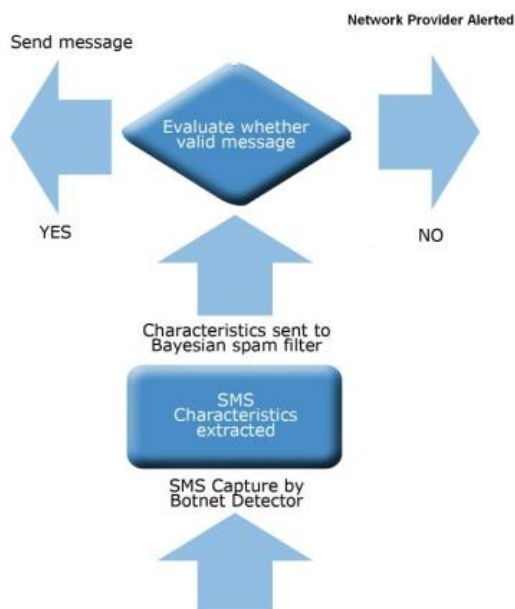 Network Provider Alerted
Send message
Evaluate whether
valid message
YES
NO
Characteristics sent to
Bayesian spam filter
SMS
Characteristics
extracted
SMS Capture by
Botnet Detector